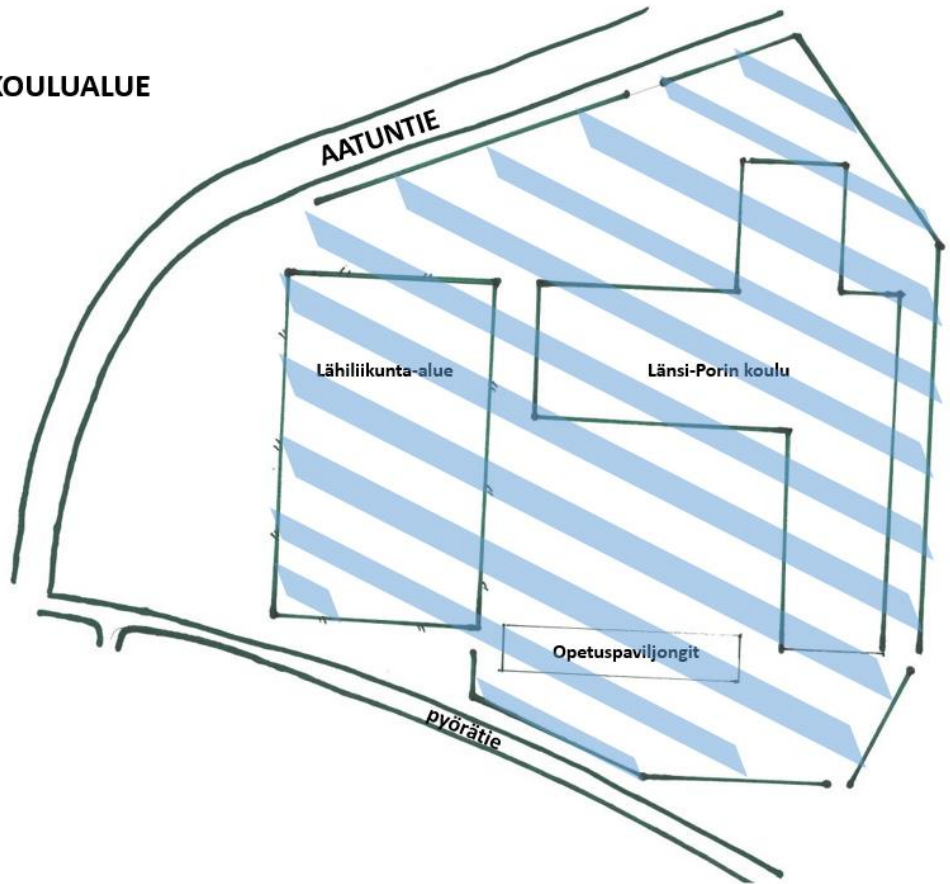 KOULUALUE
AATUNTIE
Lähiliikunta-alue
Länsi-Porin koulu
Opetuspaviljongit
pyörätie